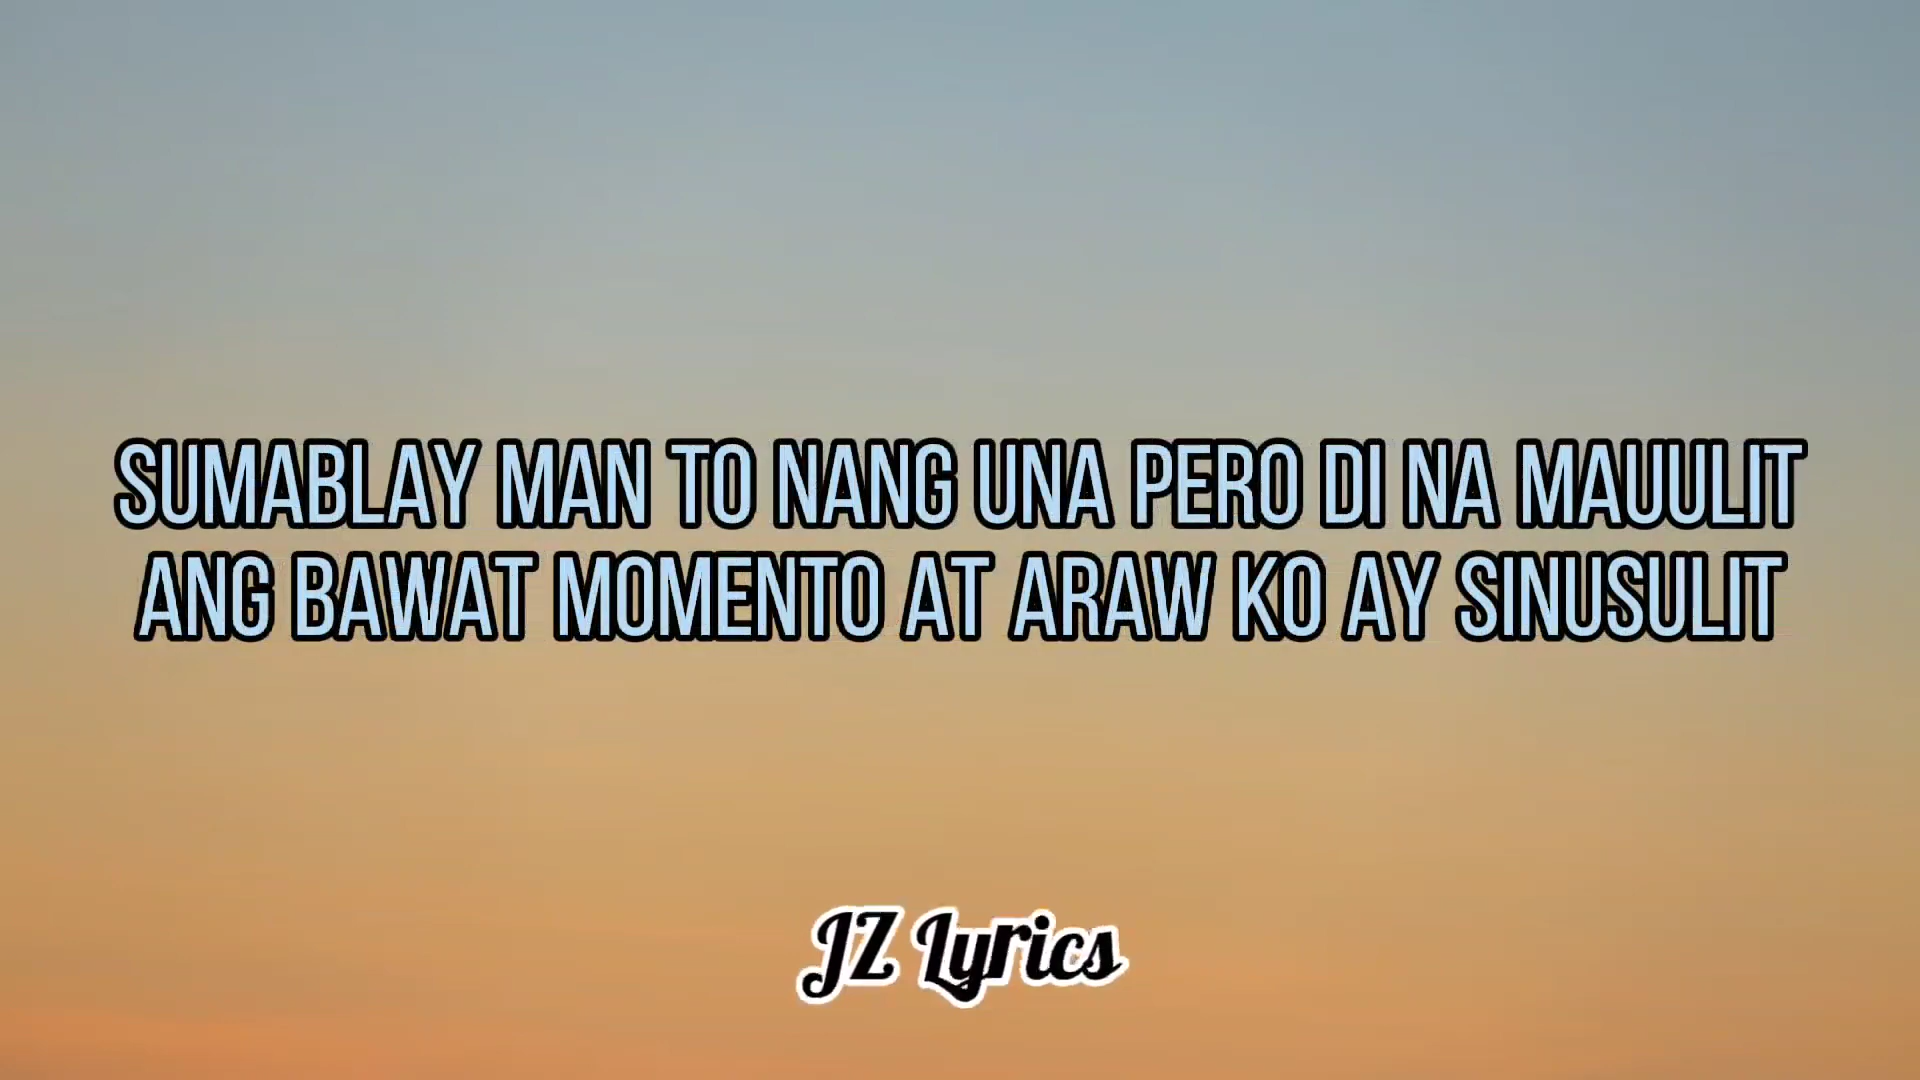 SUMABLAY MAN TO NANG UNA PERO DI NA MAUULIT
ANG BAWAT MOMENTO AT ARAW KO AY SINUSULIT
JZ Lyrics